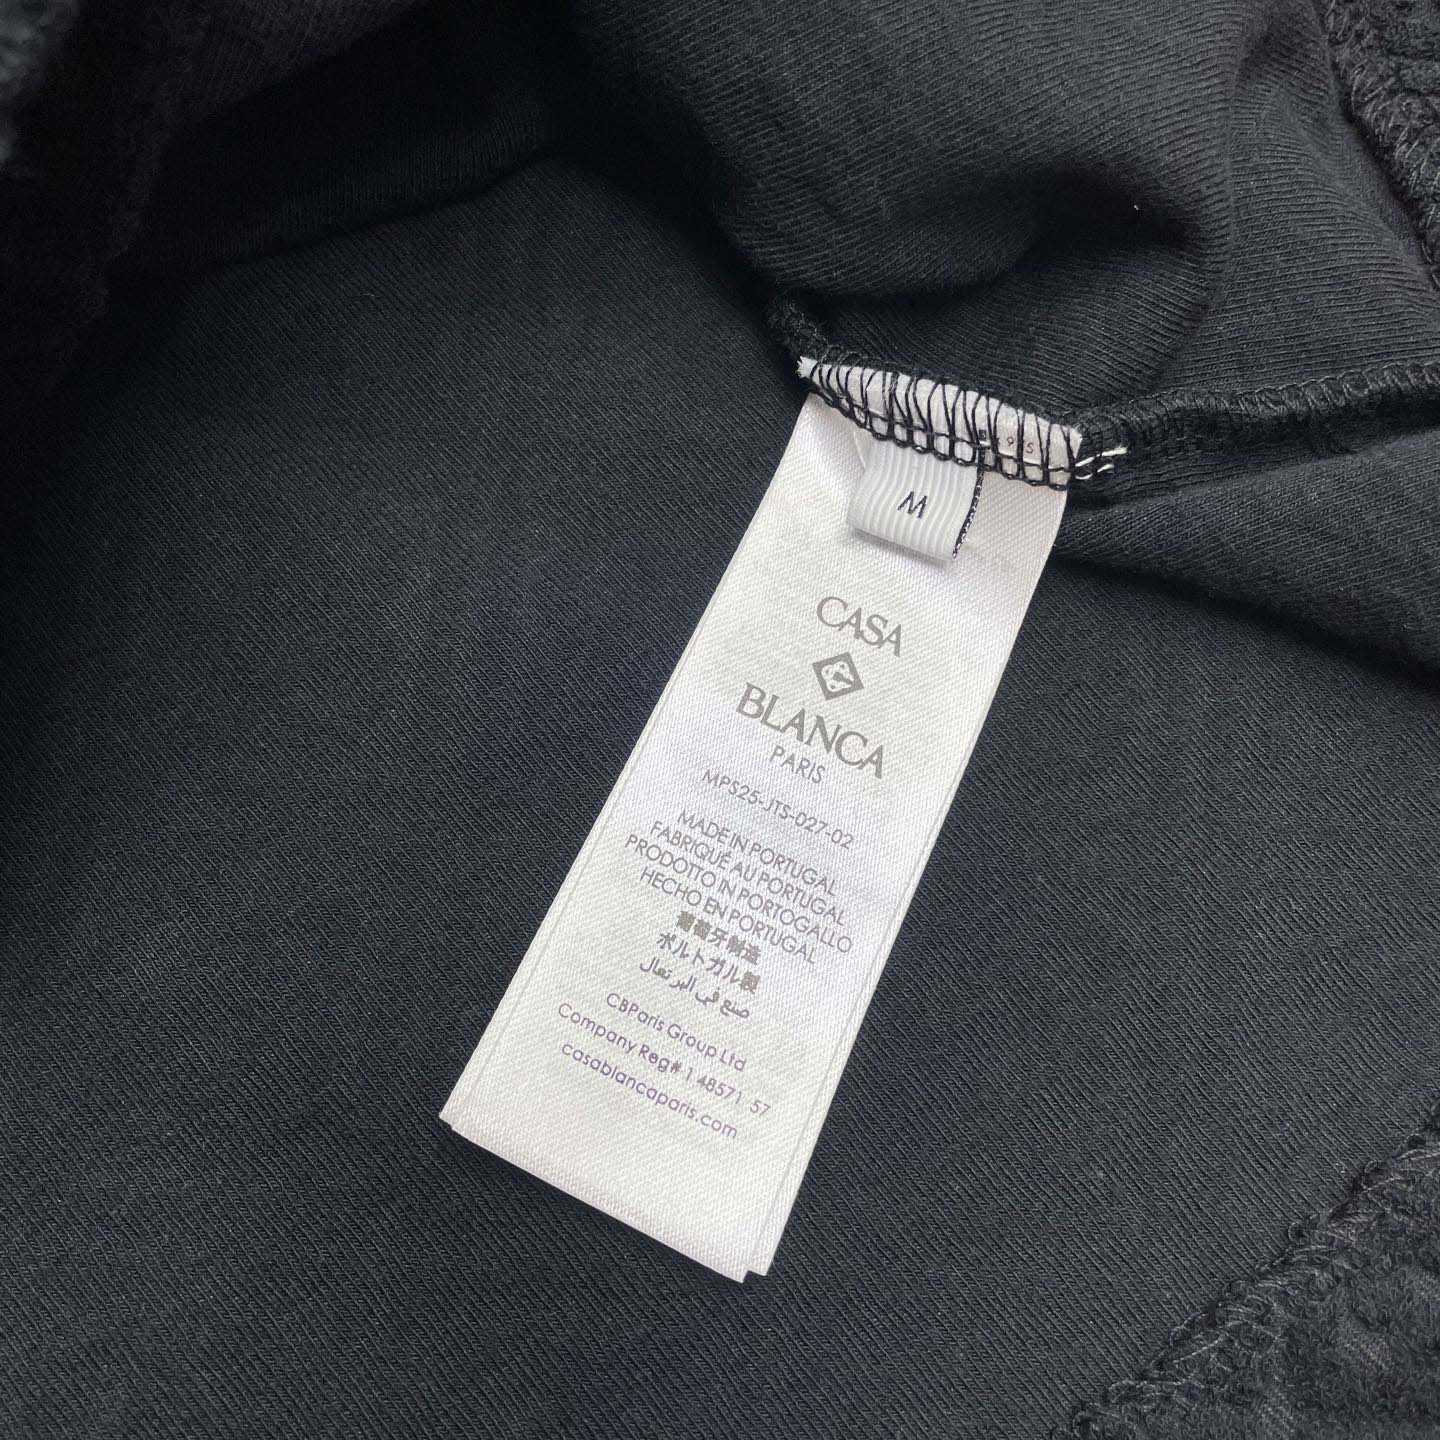 M
CASA
BLANCA
PARIS
MPS25-JTS-027-02
MADE IN PORTUGAL
FABRIQUÉ AU PORTUGAL
PRODOTTO IN PORTOGALLO
HECHO EN PORTUGAL
葡萄牙制造
ポルトガル製
صنع في البرتغال
CBParis Group Ltd
Company Reg# 1 48571 57
casablancaparis.com